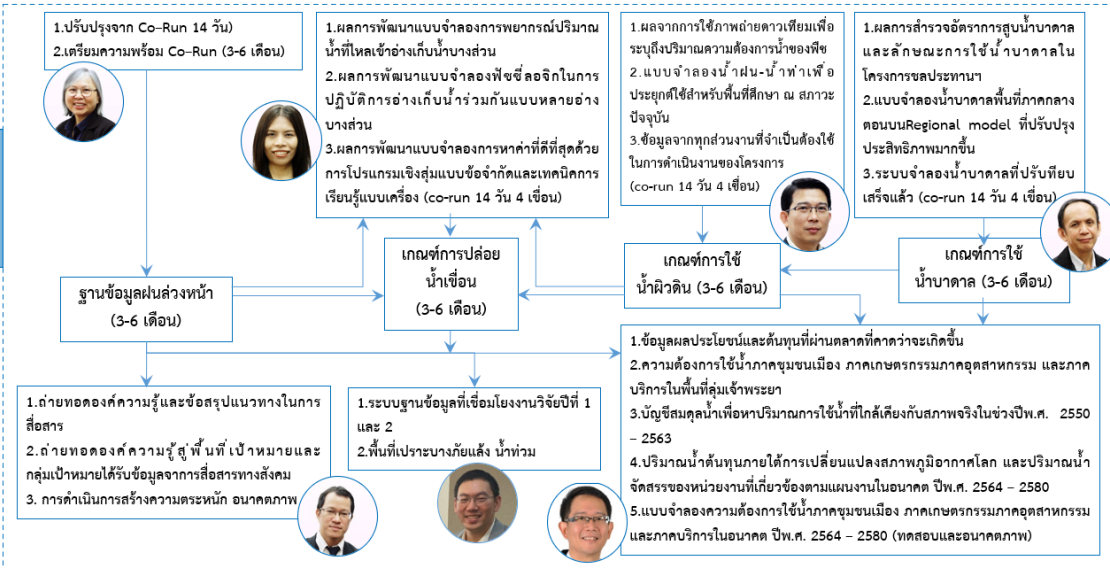 1.ปรับปรุงจาก Co–Run 14 วัน)
2.เตรียมความพร้อม Co–Run (3-6 เดือน)
1.ผลการพัฒนาแบบจำลองการพยากรณ์ปริมาณ
น้ำที่ไหลเข้าอ่างเก็บน้ำบางส่วน
2.ผลการพัฒนาแบบจำลองฟัซซี่ลอจิกในการ
ปฏิบัติการอ่างเก็บน้ำร่วมกันแบบหลายอ่าง
บางส่วน
3.ผลการพัฒนาแบบจำลองการหาค่าที่ดีที่สุดด้วย
การโปรแกรมเชิงสุ่มแบบข้อจำกัดและเทคนิคการ
เรียนรู้แบบเครื่อง (co-run 14 วัน 4 เขื่อน)
1.ผลจากการใช้ภาพถ่ายดาวเทียมเพื่อ
ระบุถึงปริมาณความต้องการน้ำของพืช
2.แบบจำลองน้ำฝน-น้ำท่าเพื่อ
ประยุกต์ใช้สำหรับพื้นที่ศึกษา ณ สภาวะ
ปัจจุบัน
3.ข้อมูลจากทุกส่วนงานที่จำเป็นต้องใช้
ในการดำเนินงานของโครงการ
(co-run 14 วัน 4 เขื่อน)
1.ผลการสำรวจอัตราการสูบน้ำบาดาล
และลักษณะการใช้น้ำบาดาลใน
โครงการชลประทานฯ
2.แบบจำลองน้ำบาดาลพื้นที่ภาคกลาง
ตอนบนRegional model ที่ปรับปรุง
ประสิทธิภาพมากขึ้น
3.ระบบจำลองน้ำบาดาลที่ปรับเทียบ
เสร็จแล้ว (co-run 14 วัน 4 เขื่อน)
ฐานข้อมูลฝนล่วงหน้า
(3-6 เดือน)
เกณฑ์การปล่อย
น้ำเขื่อน
(3-6 เดือน)
เกณฑ์การใช้
น้ำผิวดิน (3-6 เดือน)
เกณฑ์การใช้
น้ำบาดาล (3-6 เดือน)
1.ถ่ายทอดองค์ความรู้และข้อสรุปแนวทางในการ
สื่อสาร
2.ถ่ายทอดองค์ความรู้สู่พื้นที่เป้าหมายและ
กลุ่มเป้าหมายได้รับข้อมูลจาการสื่อสารทางสังคม
3. การดำเนินการสร้างความตระหนัก อนาคตภาพ
1.ระบบฐานข้อมูลที่เชื่อมโยงงานวิจัยปีที่ 1
และ 2
2.พื้นที่เปราะบางภัยแล้ง น้ำท่วม
1.ข้อมูลผลประโยชน์และต้นทุนที่ผ่านตลาดที่คาดว่าจะเกิดขึ้น
2.ความต้องการใช้น้ำภาคชุมชนเมือง ภาคเกษตรกรรมภาคอุตสาหกรรม และภาค
บริการในพื้นที่ลุ่มเจ้าพระยา
3.บัญชีสมดุลน้ำเพื่อหาปริมาณการใช้น้ำที่ใกล้เคียงกับสภาพจริงในช่วงปีพ.ศ. 2550
– 2563
4.ปริมาณน้ำต้นทุนภายใต้การเปลี่ยนแปลงสภาพภูมิอากาศโลก และปริมาณน้ำ
จัดสรรของหน่วยงานที่เกี่ยวข้องตามแผนงานในอนาคต ปีพ.ศ. 2564 – 2580
5.แบบจำลองความต้องการใช้น้ำภาคชุมชนเมือง ภาคเกษตรกรรมภาคอุตสาหกรรม
และภาคบริการในอนาคต ปีพ.ศ. 2564 – 2580 (ทดสอบและอนาคตภาพ)